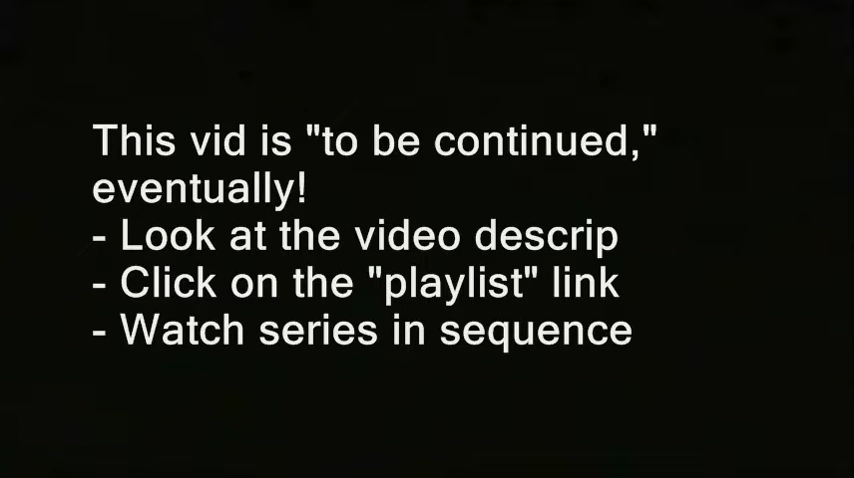 This vid is "to be continued,"
eventually!
- Look at the video descrip
- Click on the "playlist" link
- Watch series in sequence